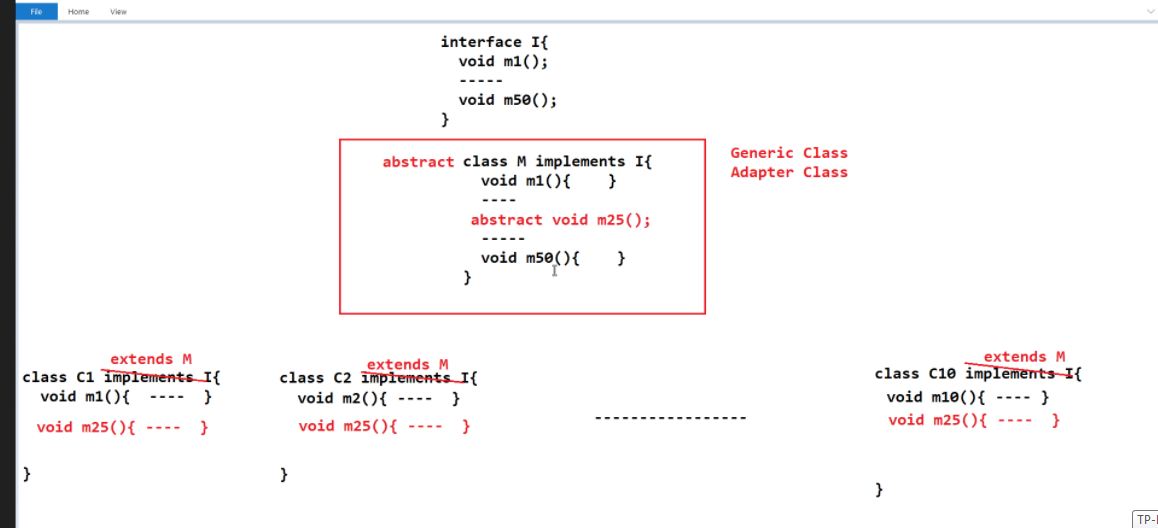 File Home View
interface I{
void m1();
-----
void m50();
}
abstract class M implements I{
void m1(){ }
----
abstract void m25();
-----
void m50(){ }
}
Generic Class
Adapter Class
extends M
class C1 implements I{
void m1(){ ---- }
void m25(){ ---- }
}
extends M
class C2 implements I{
void m2(){ ---- }
void m25(){ ---- }
}
-----------------
extends M
class C10 implements I{
void m10(){ ---- }
void m25(){ ---- }
}